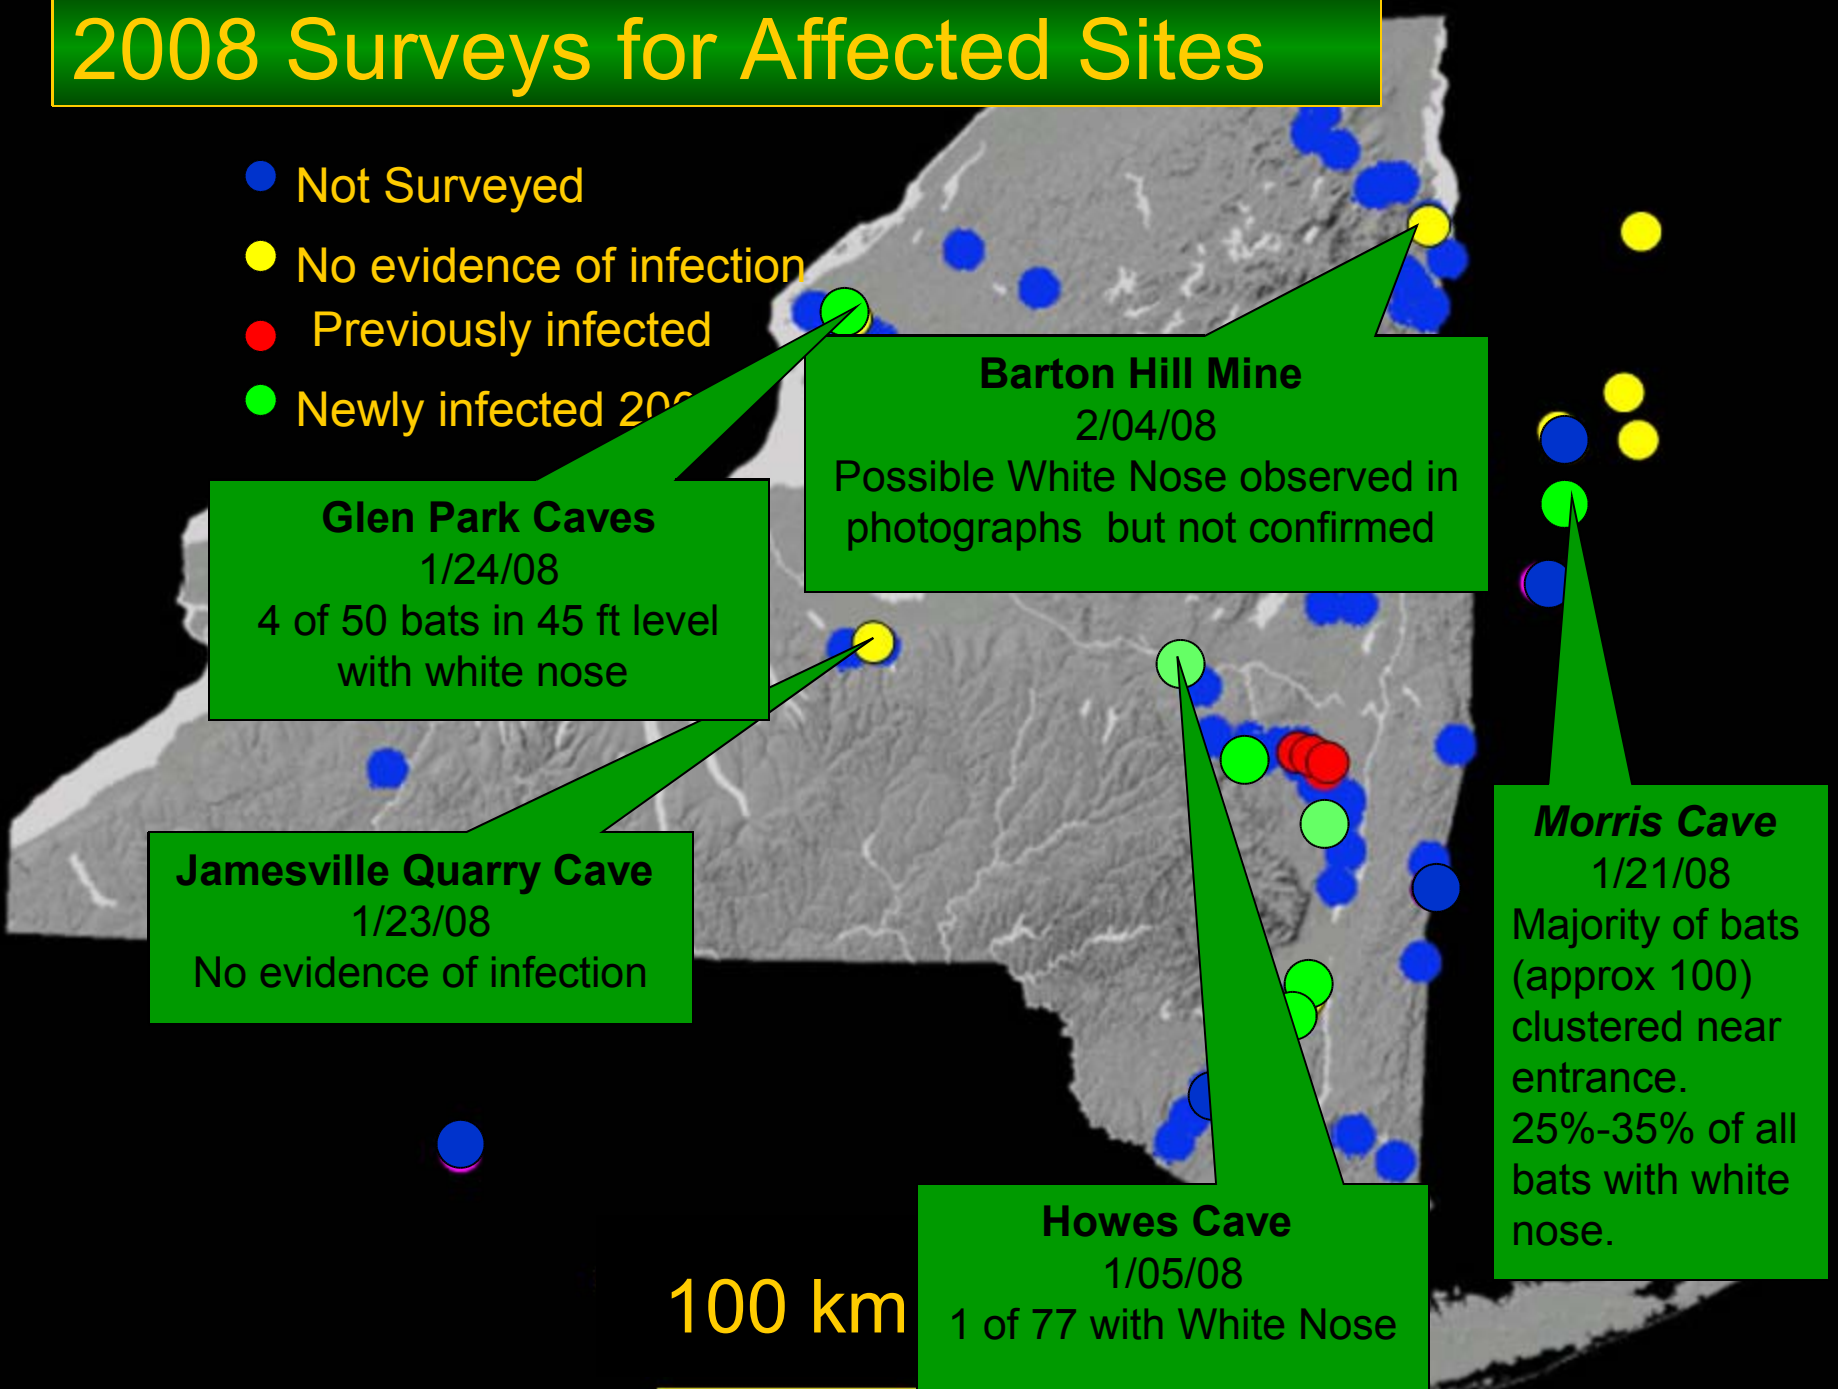 2008 Surveys for Affected Sites
Not Surveyed
No evidence of infection
Previously infected
Newly infected
Barton Hill Mine
2/04/08
Possible White Nose observed in
photographs but not confirmed
Glen Park Caves
1/24/08
4 of 50 bats in 45 ft level
with white nose
Jamesville Quarry Cave
1/23/08
No evidence of infection
Morris Cave
1/21/08
Majority of bats
(approx 100)
clustered near
entrance.
25%-35% of all
bats with white
nose.
Howes Cave
1/05/08
1 of 77 with White Nose
100 km